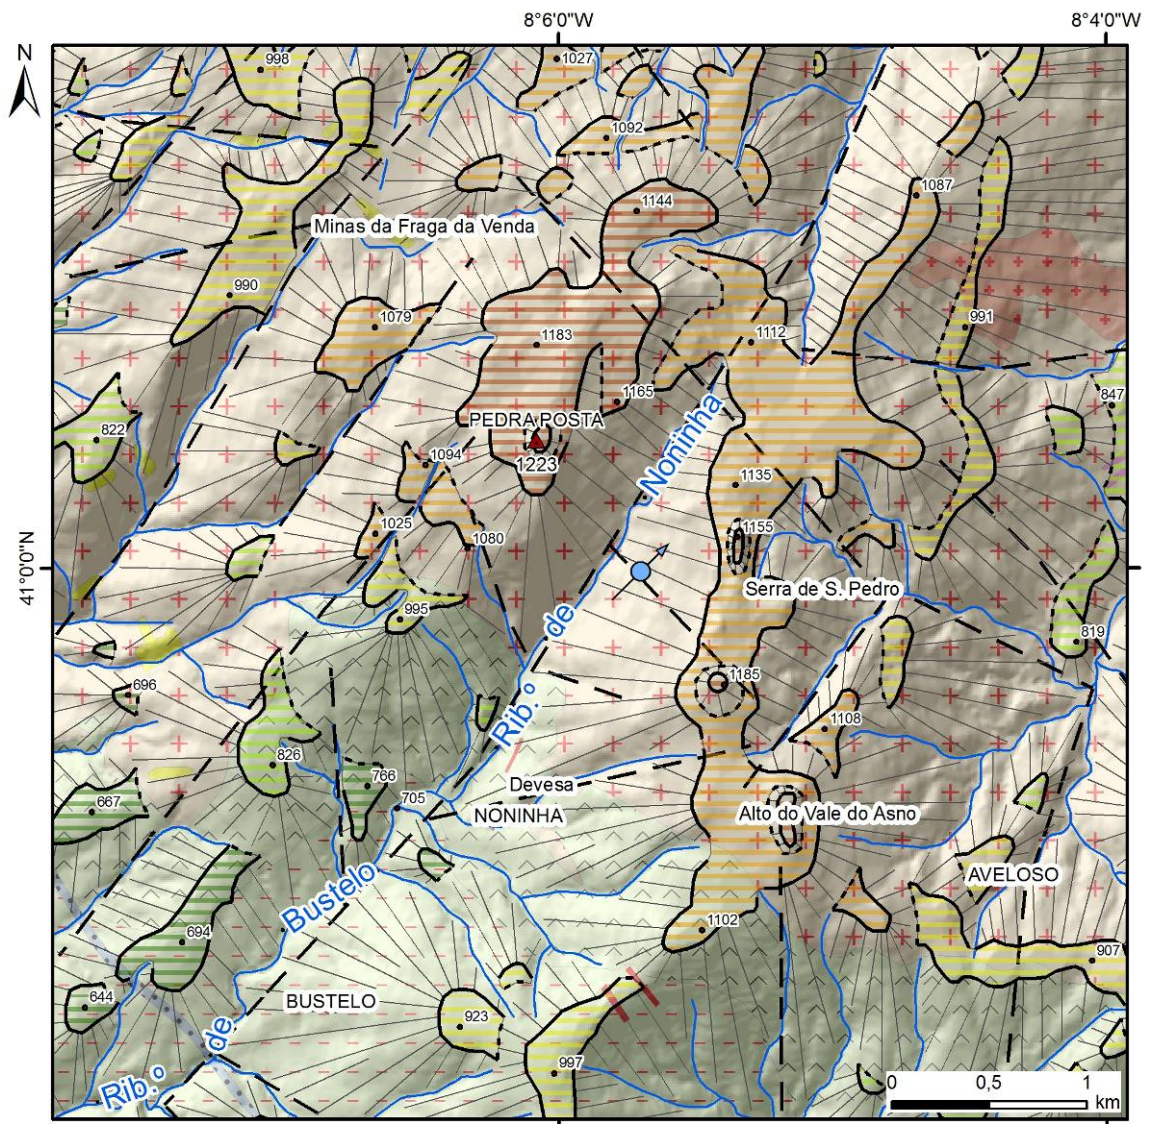 8°6'0"W
8°4'0"W
N
998
1027
1092
1087
1144
Minas da Fraga da Venda
990
1079
1183
1112
991
1165
847
822
PEDRA POSTA
1223
1094
Noninha
1135
1025
1080
1155
41°0'0"N
Serra de S. Pedro
995
de
819
696
1185
Rib.º
1108
826
766
705
Devesa
667
NONINHA
Alto do Vale do Asno
AVELOSO
Bustelo
1102
694
907
BUSTELO
644
923
de
997
Rib.º
0 0,5 1 km